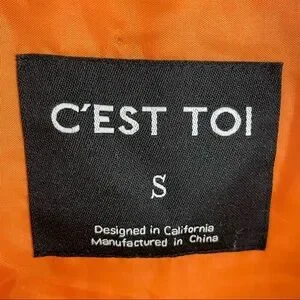 C'EST TOI
S
Designed in California
Manufactured in China